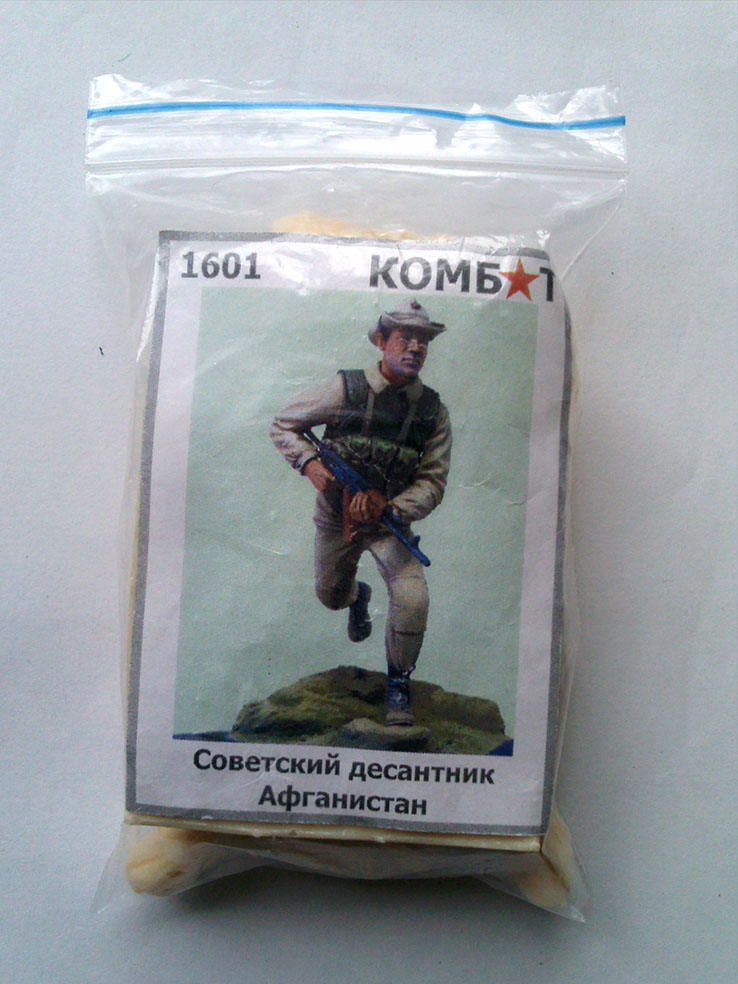 1601
КОМБ★Т
Советский десантник
Афганистан